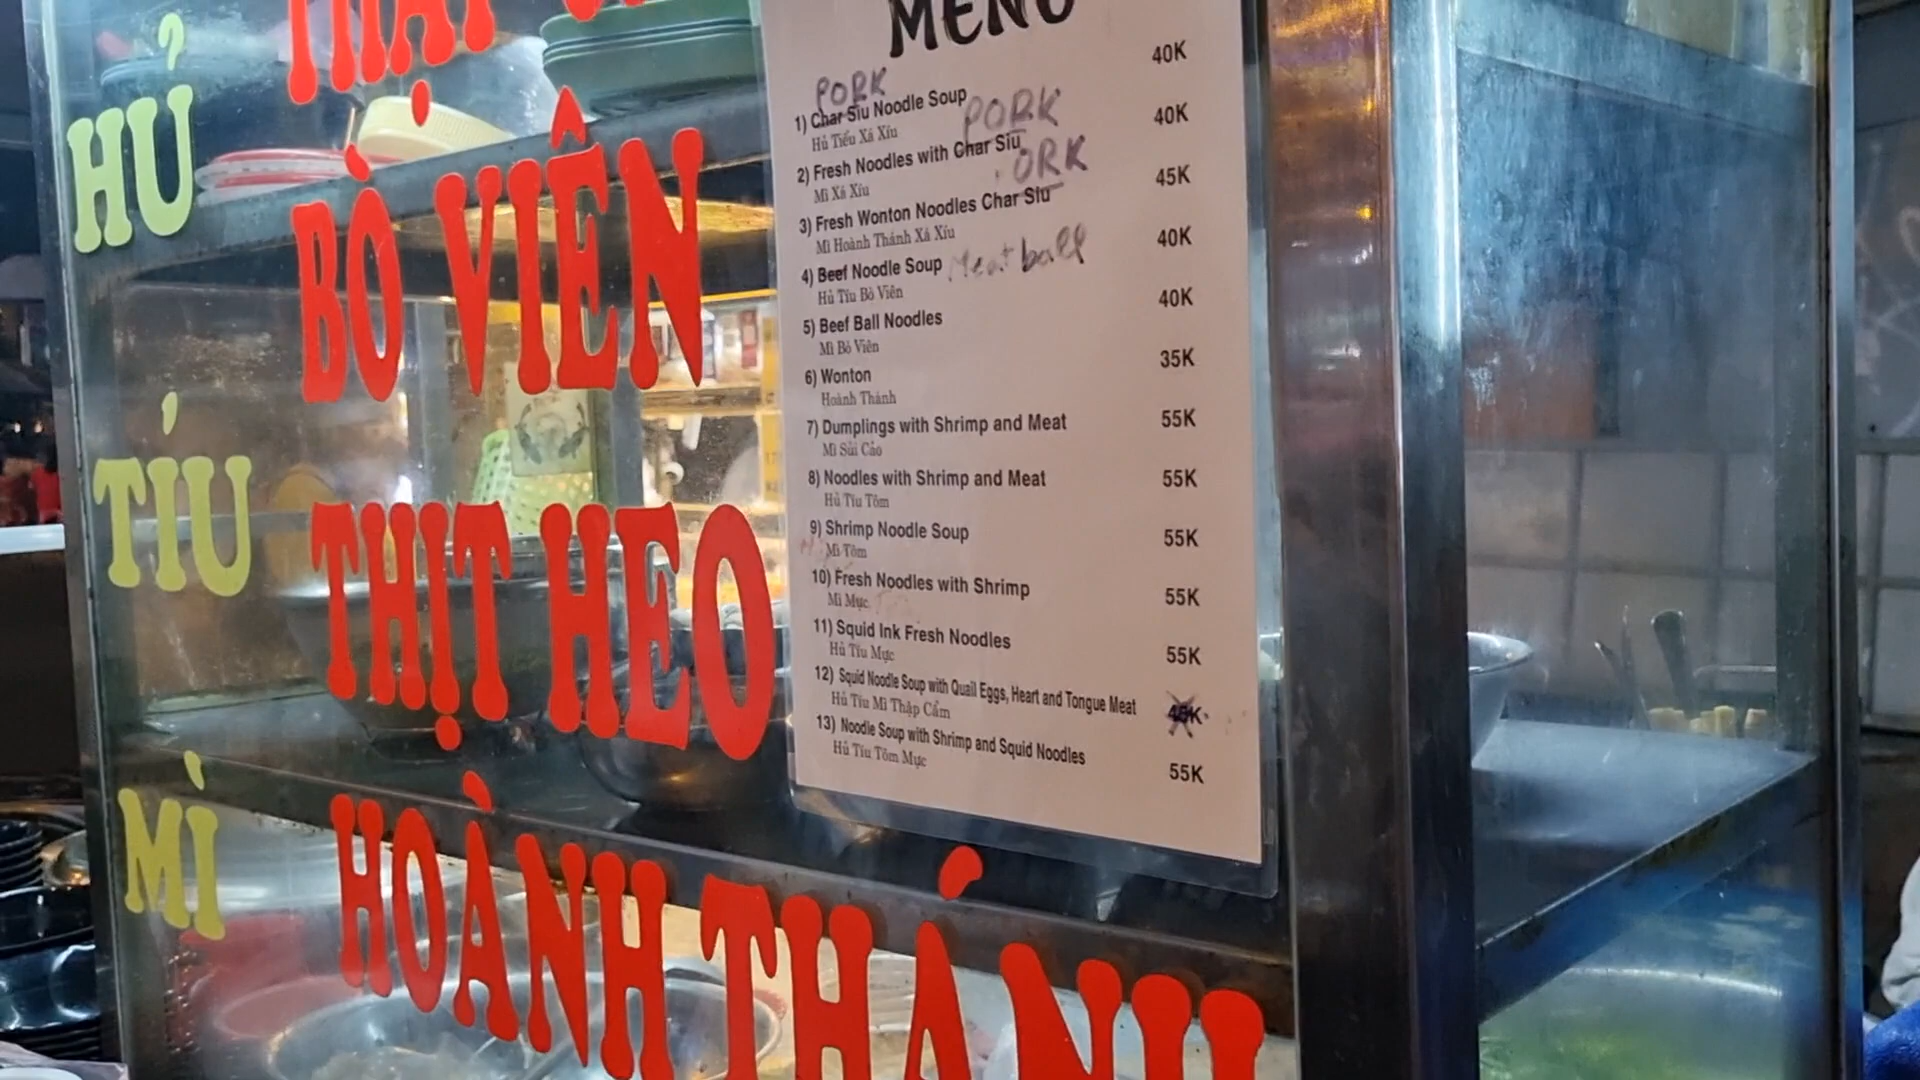 HỦ
TÍU
MÌ
BÒ VIÊN
THỊT HEO
HOÀNH THÁNH
MENU
PORK
1) Char Siu Noodle Soup 40K
Hủ Tiếu Xá Xíu
PORK
2) Fresh Noodles with Char Siu 40K
Mì Xá Xíu
ORK
3) Fresh Wonton Noodles Char Siu 45K
Mì Hoành Thánh Xá Xíu
4) Beef Noodle Soup Meat ball 40K
Hủ Tíu Bò Viên
5) Beef Ball Noodles 40K
Mì Bò Viên
6) Wonton 35K
Hoành Thánh
7) Dumplings with Shrimp and Meat 55K
Mì Sủi Cảo
8) Noodles with Shrimp and Meat 55K
Hủ Tíu Tôm
9) Shrimp Noodle Soup 55K
Mì Tôm
10) Fresh Noodles with Shrimp 55K
Mì Mực
11) Squid Ink Fresh Noodles 55K
Hủ Tíu Mực
12) Squid Noodle Soup with Quail Eggs, Heart and Tongue Meat
Hủ Tíu Mì Thập Cẩm
13) Noodle Soup with Shrimp and Squid Noodles 55K
Hủ Tíu Tôm Mực